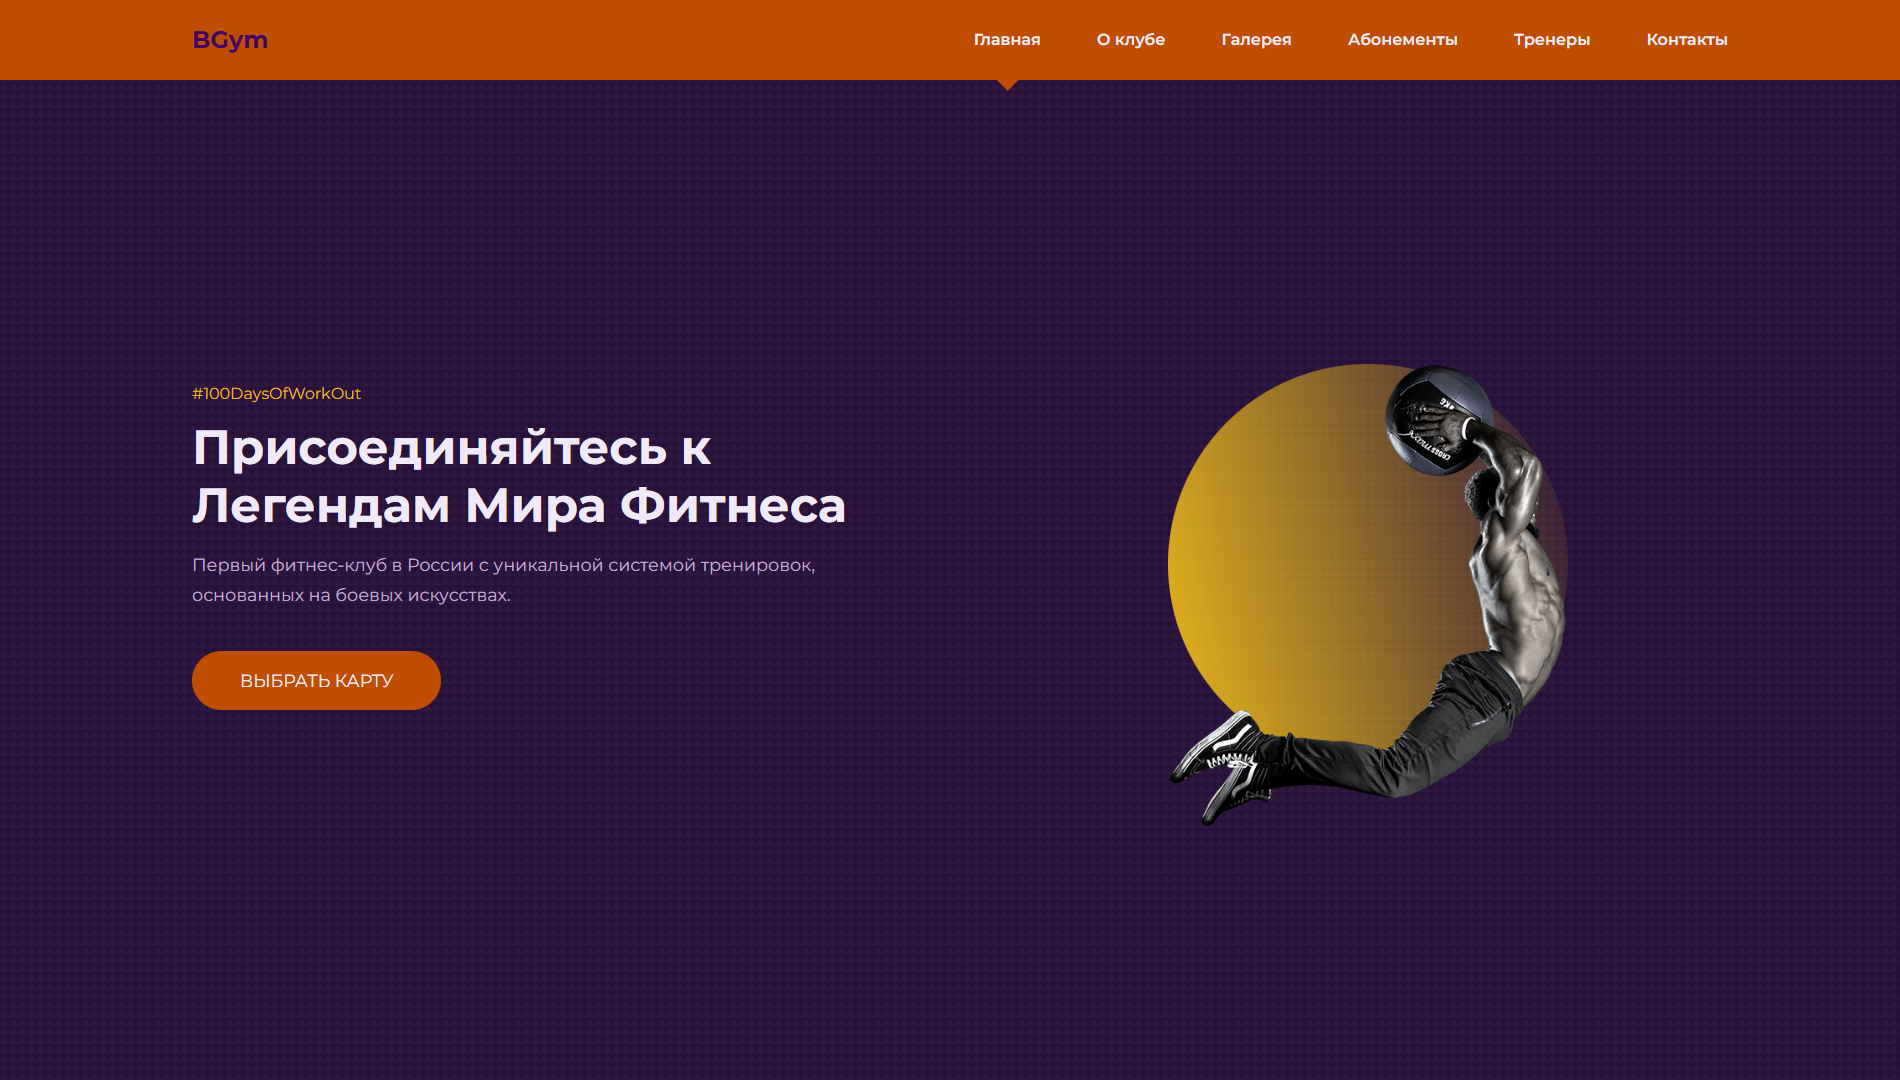 BGym
Главная О клубе Галерея Абонементы Тренеры Контакты
#100DaysOfWorkOut
Присоединяйтесь к
Легендам Мира Фитнеса
Первый фитнес-клуб в России с уникальной системой тренировок,
основанных на боевых искусствах.
ВЫБРАТЬ КАРТУ